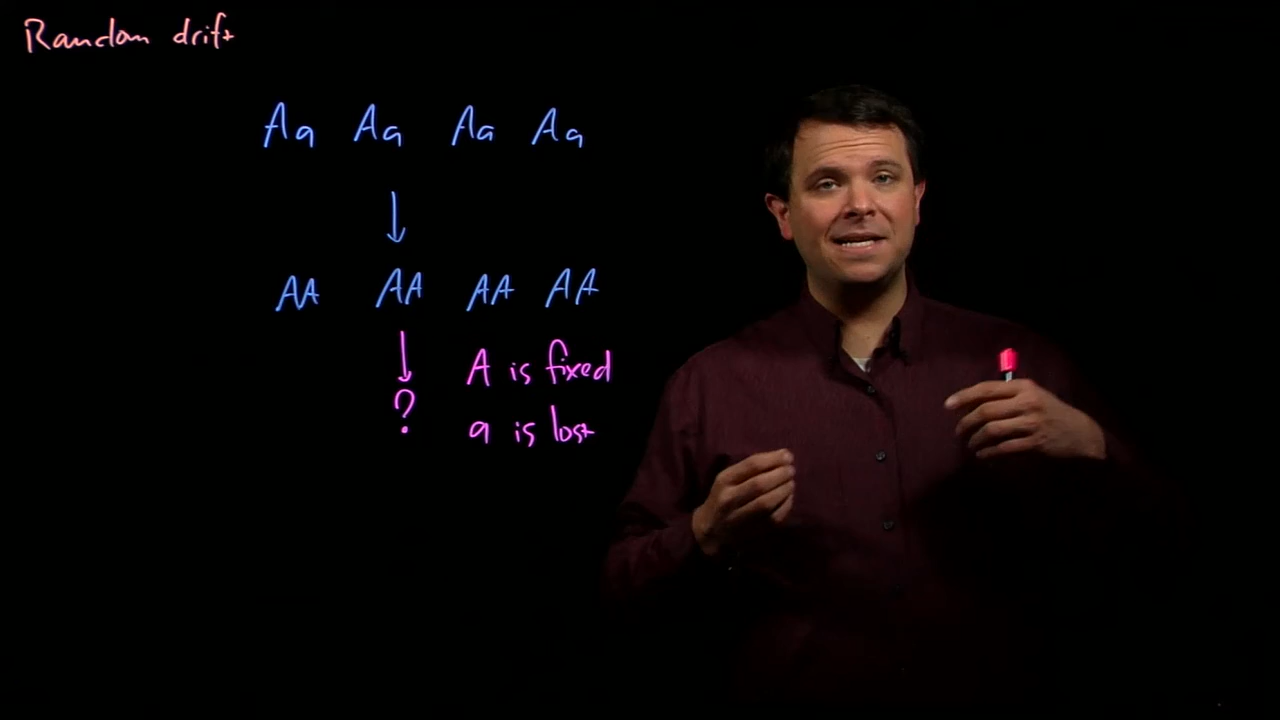 Random drift
Aa Aa Aa Aa
↓
AA AA AA AA
↓ A is fixed
? a is lost